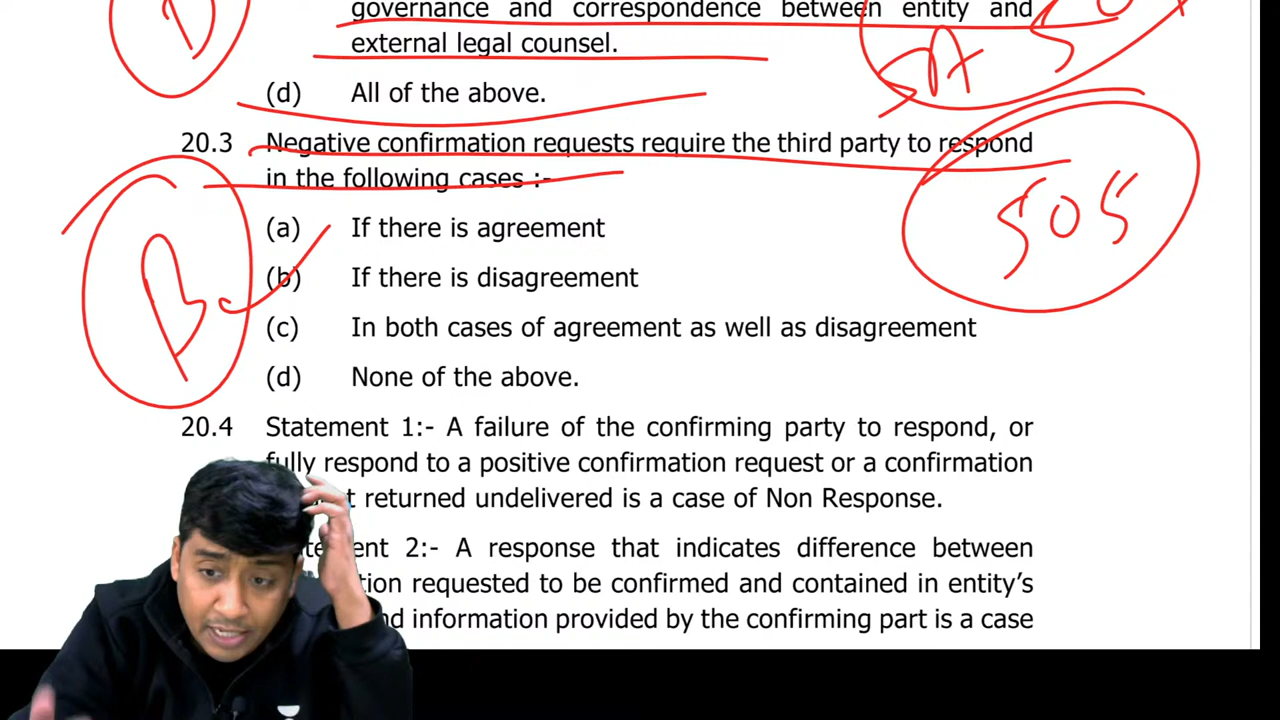 governance and correspondence between entity and
external legal counsel.
D
SA 50
(d) All of the above.
20.3 Negative confirmation requests require the third party to respond
in the following cases :-
505
(a) If there is agreement
B
(b) If there is disagreement
(c) In both cases of agreement as well as disagreement
(d) None of the above.
20.4 Statement 1:- A failure of the confirming party to respond, or
fully respond to a positive confirmation request or a confirmation
returned undelivered is a case of Non Response.
2:- A response that indicates difference between
requested to be confirmed and contained in entity's
information provided by the confirming part is a case